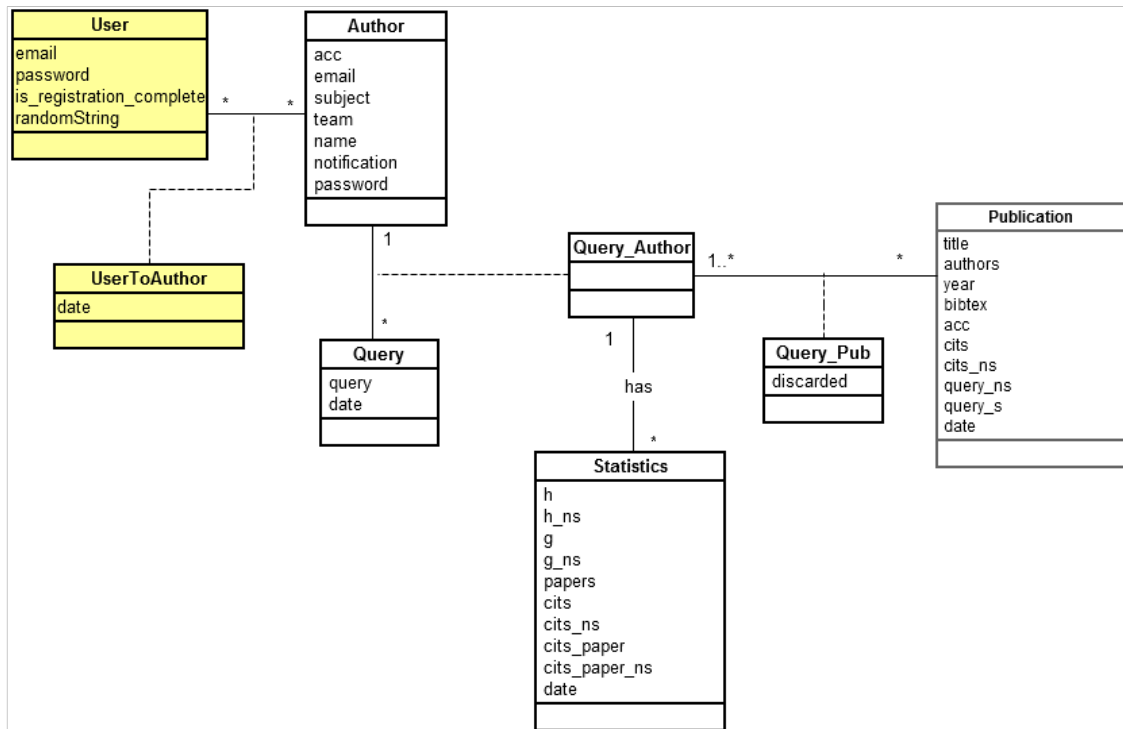 User
email
password
is_registration_complete
randomString
*
*
Author
acc
email
subject
team
name
notification
password
UserToAuthor
date
1
*
Query
query
date
Query_Author
1..*
*
1
has
*
Query_Pub
discarded
Publication
title
authors
year
bibtex
acc
cits
cits_ns
query_ns
query_s
date
Statistics
h
h_ns
g
g_ns
papers
cits
cits_ns
cits_paper
cits_paper_ns
date